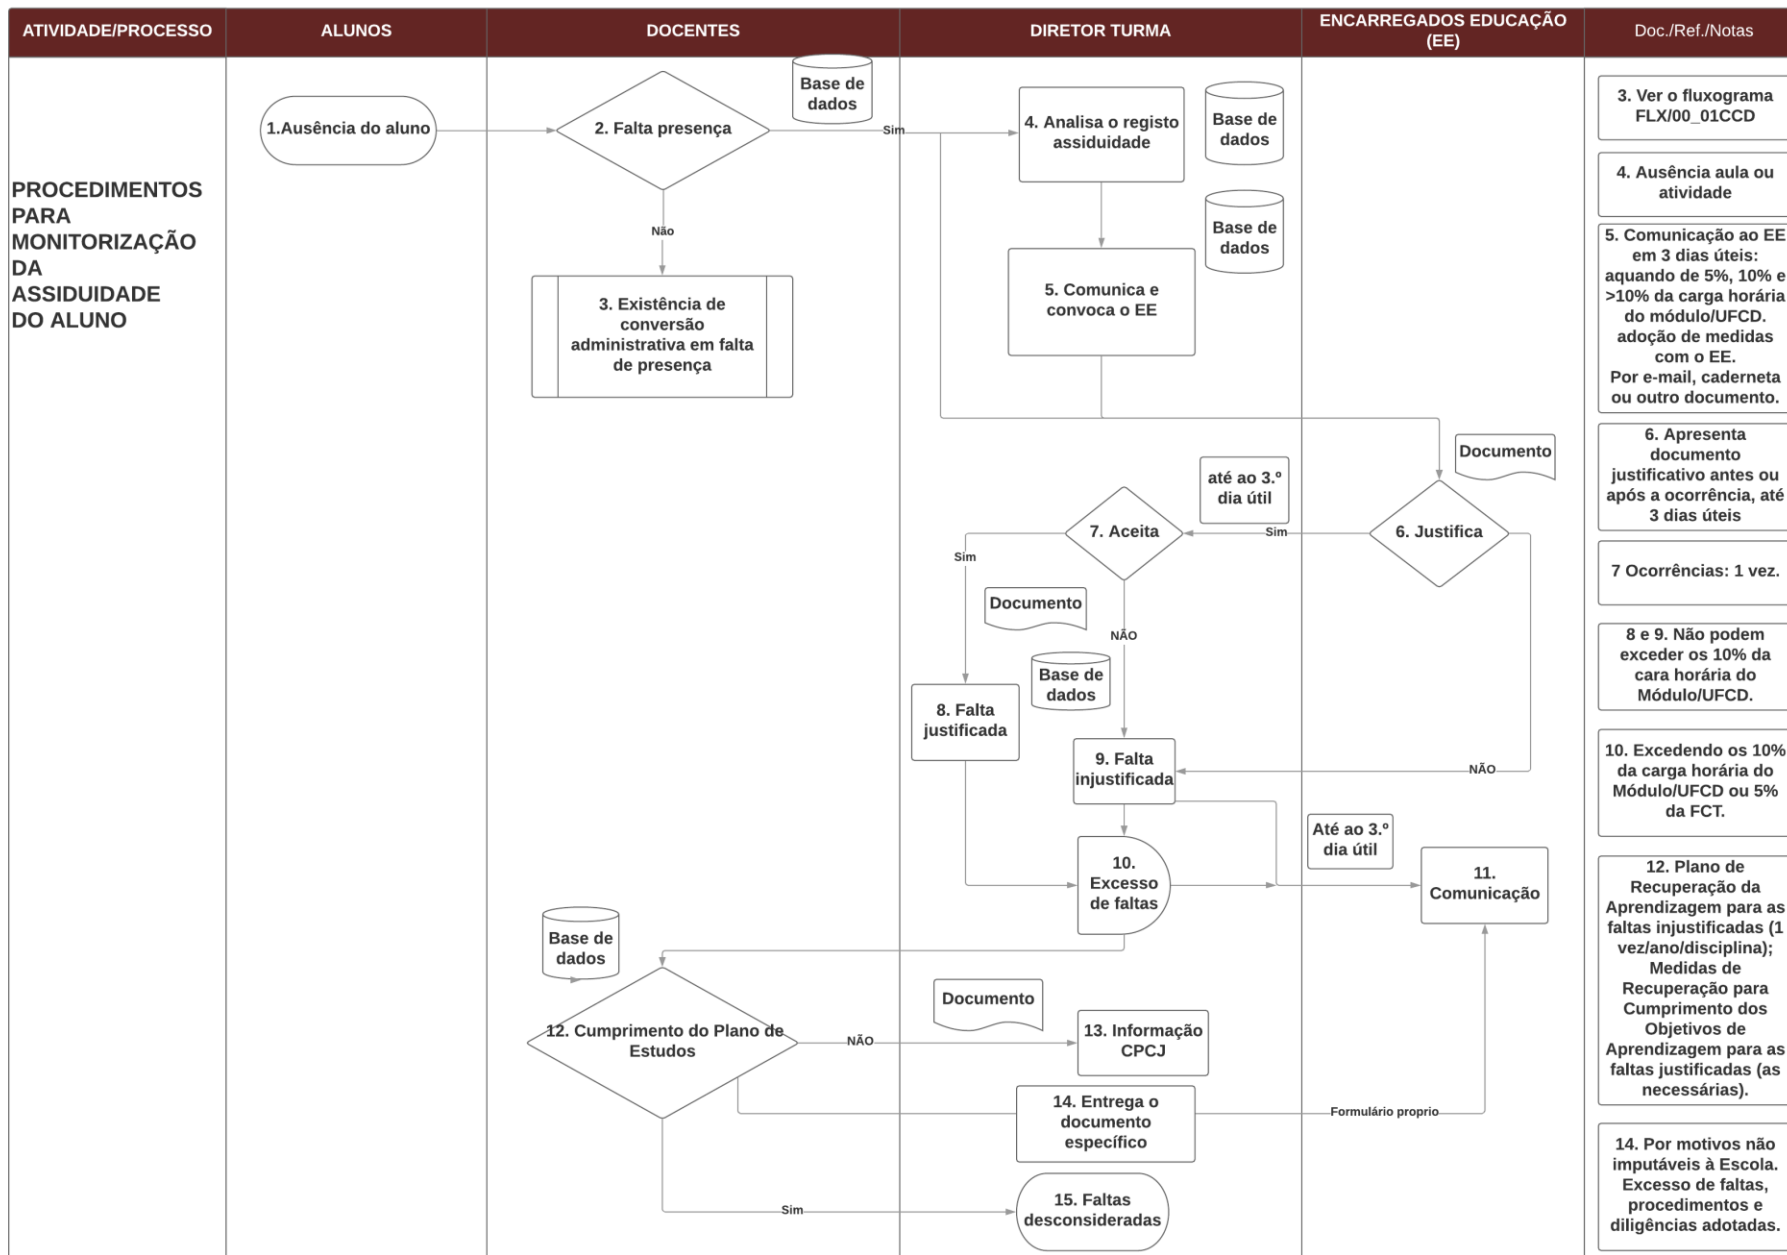 ATIVIDADE/PROCESSO
ALUNOS
DOCENTES
DIRETOR TURMA
ENCARREGADOS EDUCAÇÃO
(EE)
Doc./Ref./Notas
PROCEDIMENTOS
PARA
MONITORIZAÇÃO
DA
ASSIDUIDADE
DO ALUNO
1.Ausência do aluno
2. Falta presença
Base de
dados
Sim
Não
3. Existência de
conversão
administrativa em falta
de presença
4. Analisa o registo
assiduidade
Base de
dados
Base de
dados
5. Comunica e
convoca o EE
Documento
6. Justifica
até ao 3.º
dia útil
Sim
7. Aceita
Sim
Documento
NÃO
Base de
dados
8. Falta
justificada
9. Falta
injustificada
NÃO
10.
Excesso
de faltas
Até ao 3.º
dia útil
11.
Comunicação
Base de
dados
12. Cumprimento do Plano de
Estudos
NÃO
Documento
13. Informação
CPCJ
14. Entrega o
documento
específico
Formulário proprio
Sim
15. Faltas
desconsideradas
3. Ver o fluxograma
FLX/00_01CCD
4. Ausência aula ou
atividade
5. Comunicação ao EE
em 3 dias úteis:
aquando de 5%, 10% e
>10% da carga horária
do módulo/UFCD.
adoção de medidas
com o EE.
Por e-mail, caderneta
ou outro documento.
6. Apresenta
documento
justificativo antes ou
após a ocorrência, até
3 dias úteis
7 Ocorrências: 1 vez.
8 e 9. Não podem
exceder os 10% da
cara horária do
Módulo/UFCD.
10. Excedendo os 10%
da carga horária do
Módulo/UFCD ou 5%
da FCT.
12. Plano de
Recuperação da
Aprendizagem para as
faltas injustificadas (1
vez/ano/disciplina);
Medidas de
Recuperação para
Cumprimento dos
Objetivos de
Aprendizagem para as
faltas justificadas (as
necessárias).
14. Por motivos não
imputáveis à Escola.
Excesso de faltas,
procedimentos e
diligências adotadas.